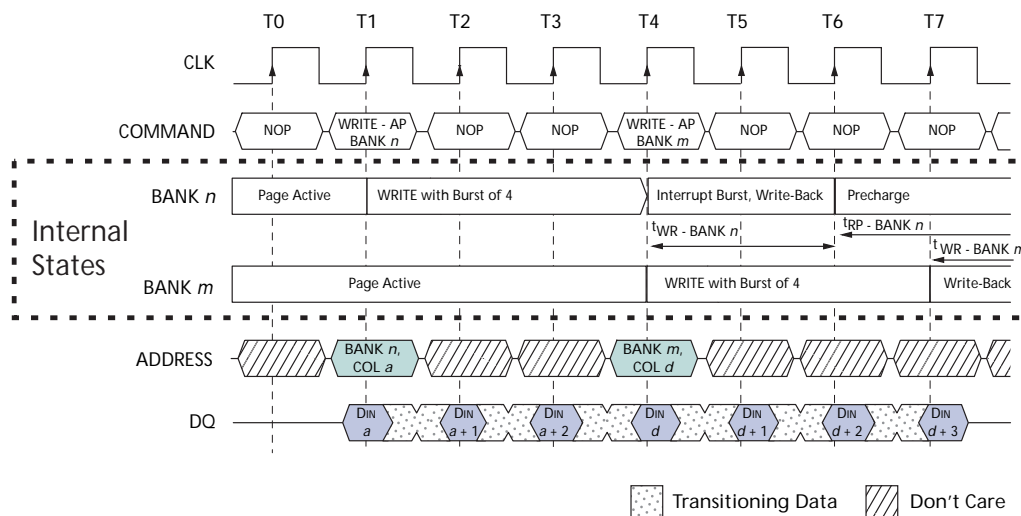 T0 T1 T2 T3 T4 T5 T6 T7
CLK
COMMAND NOP WRITE - AP BANK n NOP NOP WRITE - AP BANK m NOP NOP NOP
BANK n Page Active WRITE with Burst of 4 Interrupt Burst, Write-Back Precharge
Internal States
tWR - BANK n tRP - BANK n
tWR - BANK m
BANK m Page Active WRITE with Burst of 4 Write-Back
ADDRESS BANK n, COL a BANK m, COL d
DQ DIN a DIN a + 1 DIN a + 2 DIN d DIN d + 1 DIN d + 2 DIN d + 3
Transitioning Data Don't Care